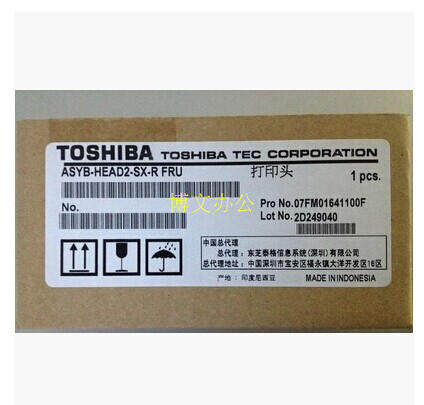 TOSHIBA TOSHIBA TEC CORPORATION
ASYB-HEAD2-SX-R FRU 打印头 1 pcs.
Pro No.07FM01641100F
No. Lot No.2D249040
博文办公
中国总代理
总代理: 东芝泰格信息系统(深圳)有限公司
总代理地址: 中国深圳市宝安区福永镇大洋开发区16区
产地: 印度尼西亚 MADE IN INDONESIA